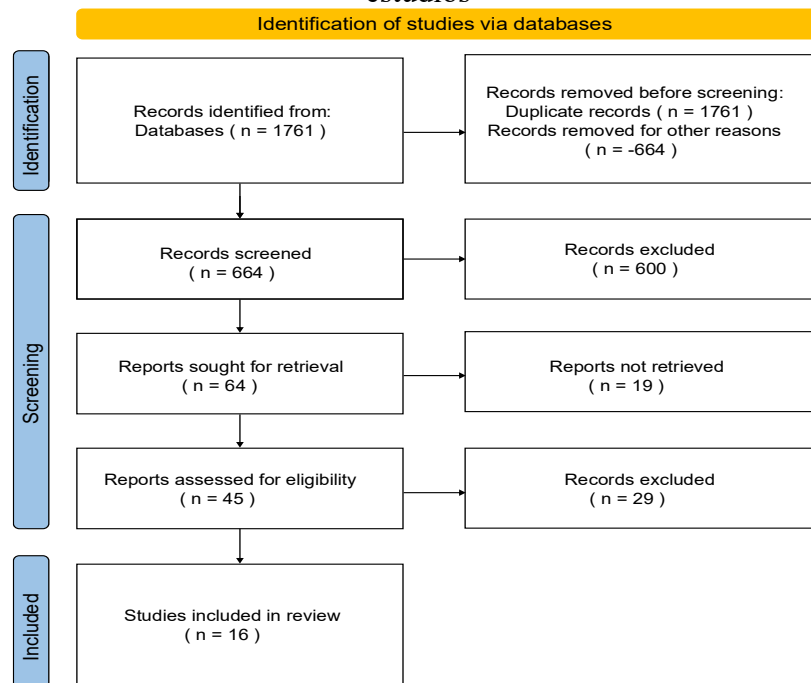 estudios
Identification of studies via databases
Identification
Records identified from:
Databases ( n = 1761 )
Records removed before screening:
Duplicate records ( n = 1761 )
Records removed for other reasons
( n = -664 )
Screening
Records screened
( n = 664 )
Records excluded
( n = 600 )
Reports sought for retrieval
( n = 64 )
Reports not retrieved
( n = 19 )
Reports assessed for eligibility
( n = 45 )
Records excluded
( n = 29 )
Included
Studies included in review
( n = 16 )